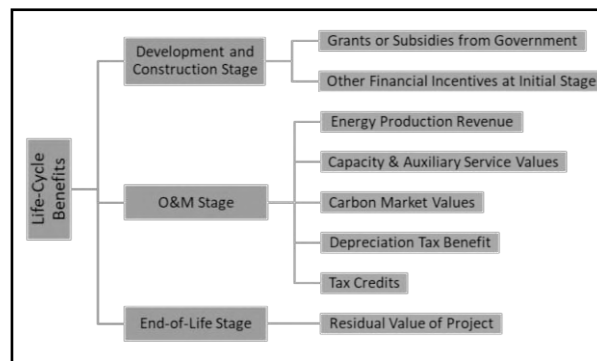 Life-Cycle
Benefits
Development and
Construction Stage
Grants or Subsidies from Government
Other Financial Incentives at Initial Stage
O&M Stage
Energy Production Revenue
Capacity & Auxiliary Service Values
Carbon Market Values
Depreciation Tax Benefit
Tax Credits
End-of-Life Stage
Residual Value of Project